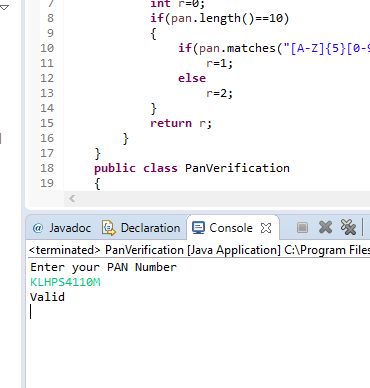 7 int r=0;
8 if(pan.length()==10)
9 {
10 if(pan.matches("[A-Z]{5}[0-9
11 r=1;
12 else
13 r=2;
14 }
15 return r;
16 }
17 }
18 public class PanVerification
19 {
@ Javadoc Declaration Console
<terminated> PanVerification [Java Application] C:\Program Files
Enter your PAN Number
KLHPS4110M
Valid